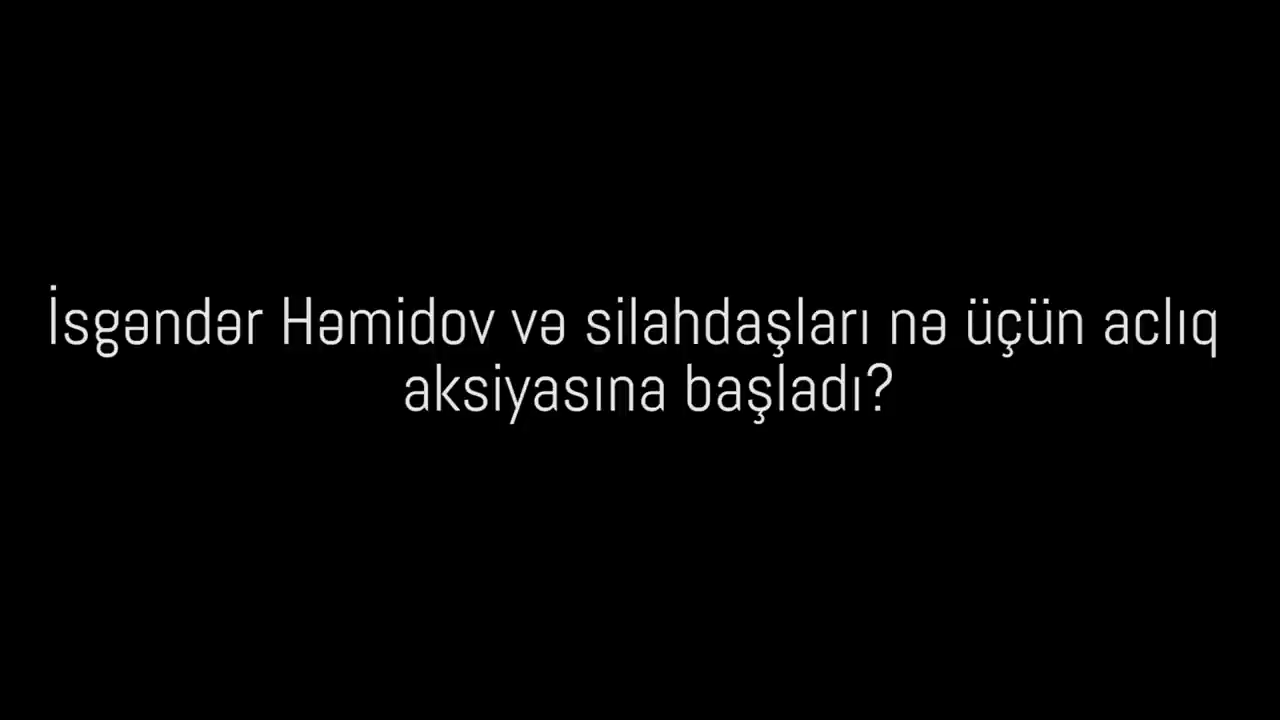 İsgəndər Həmidov və silahdaşları nə üçün aclıq
aksiyasına başladı?